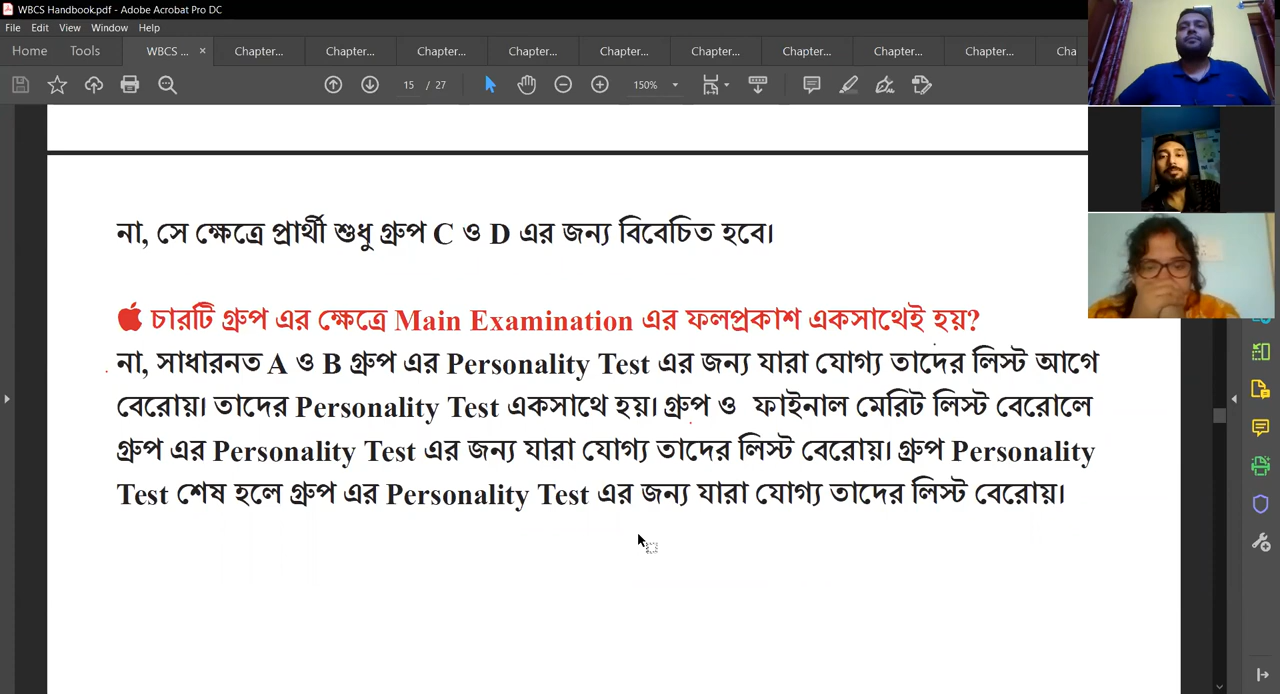 WBCS Handbook.pdf - Adobe Acrobat Pro DC
File Edit View Window Help
Home Tools WBCS ... × Chapter... Chapter... Chapter... Chapter... Chapter... Chapter... Chapter... Chapter... Chapter... Cha
15 / 27 150%
না, সে ক্ষেত্রে প্রার্থী শুধু গ্রুপ C ও D এর জন্য বিবেচিত হবে।
চারটি গ্রুপ এর ক্ষেত্রে Main Examination এর ফলপ্রকাশ একসাথেই হয়?
না, সাধারনত A ও B গ্রুপ এর Personality Test এর জন্য যারা যোগ্য তাদের লিস্ট আগে
বেরোয়। তাদের Personality Test একসাথে হয়। গ্রুপ ও ফাইনাল মেরিট লিস্ট বেরোলে
গ্রুপ এর Personality Test এর জন্য যারা যোগ্য তাদের লিস্ট বেরোয়। গ্রুপ Personality
Test শেষ হলে গ্রুপ এর Personality Test এর জন্য যারা যোগ্য তাদের লিস্ট বেরোয়।